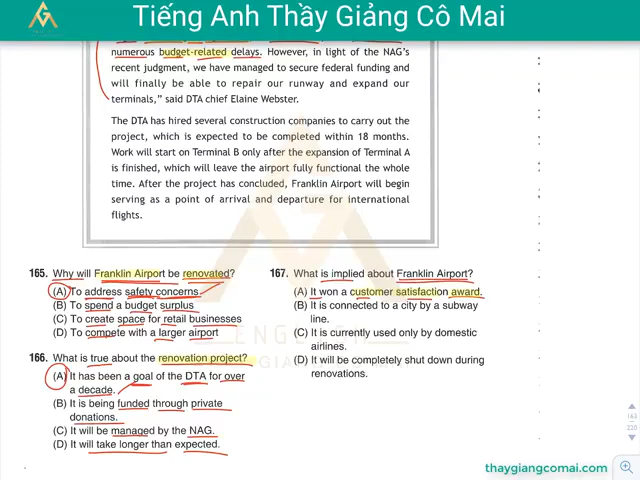 Tiếng Anh Thầy Giảng Cô Mai
numerous budget-related delays. However, in light of the NAG's
recent judgment, we have managed to secure federal funding and
will finally be able to repair our runway and expand our
terminals," said DTA chief Elaine Webster.
The DTA has hired several construction companies to carry out the
project, which is expected to be completed within 18 months.
Work will start on Terminal B only after the expansion of Terminal A
is finished, which will leave the airport fully functional the whole
time. After the project has concluded, Franklin Airport will begin
serving as a point of arrival and departure for international
flights.
165. Why will Franklin Airport be renovated?
(A) To address safety concerns
(B) To spend a budget surplus
(C) To create space for retail businesses
(D) To compete with a larger airport
166. What is true about the renovation project?
(A) It has been a goal of the DTA for over
a decade.
(B) It is being funded through private
donations.
(C) It will be managed by the NAG.
(D) It will take longer than expected.
167. What is implied about Franklin Airport?
(A) It won a customer satisfaction award.
(B) It is connected to a city by a subway
line.
(C) It is currently used only by domestic
airlines.
(D) It will be completely shut down during
renovations.
163
220
thaygiangcomai.com